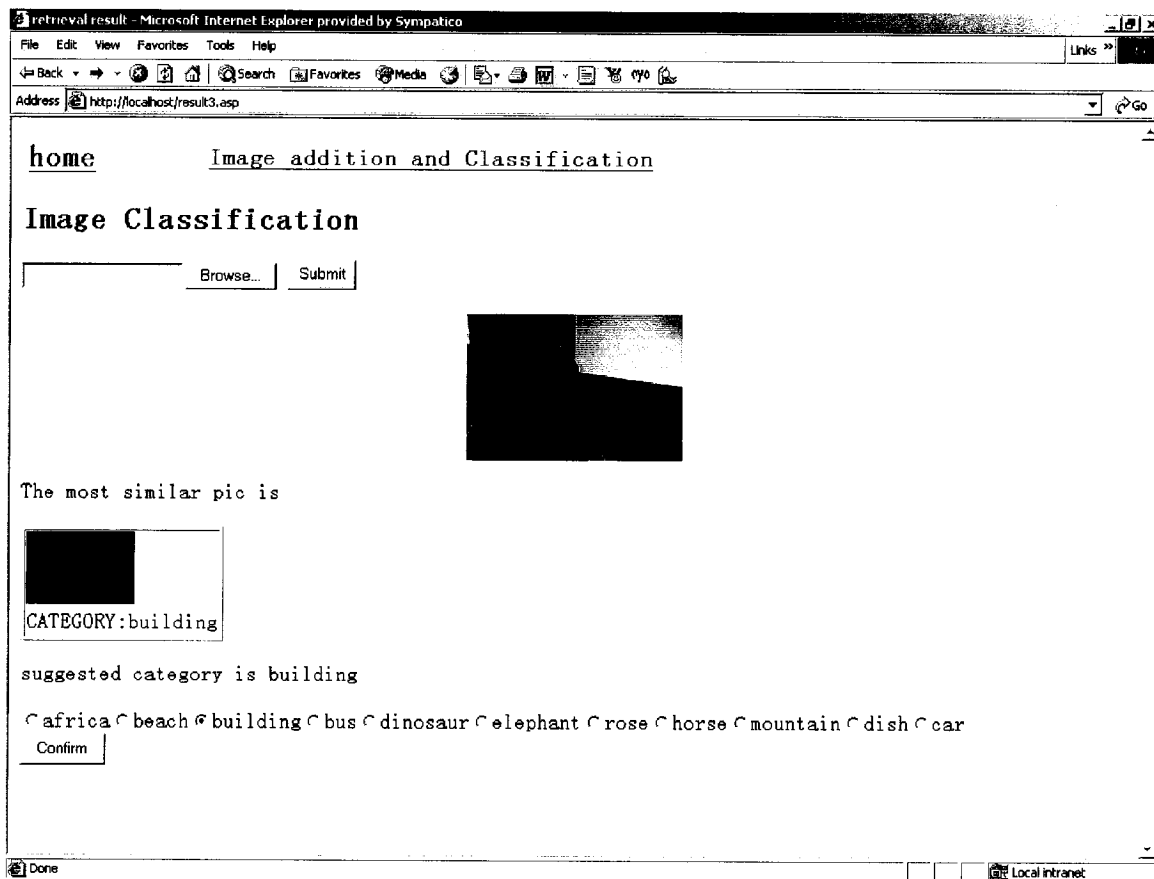 retrieval result - Microsoft Internet Explorer provided by Sympatico
File Edit View Favorites Tools Help
Links »
Back Search Favorites Media
Address http://localhost/result3.asp Go
home Image addition and Classification
Image Classification
Browse... Submit
The most similar pic is
CATEGORY:building
suggested category is building
africa beach building bus dinosaur elephant rose horse mountain dish car
Confirm
Done Local intranet